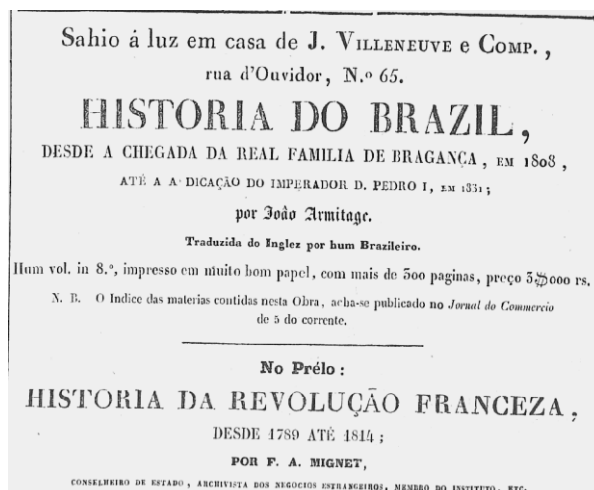 Sahio á luz em casa de J. VILLENEUVE e COMP.,
rua d'Ouvidor, N.º 65.
HISTORIA DO BRAZIL,
DESDE A CHEGADA DA REAL FAMILIA DE BRAGANÇA, EM 1808,
ATÉ A A DICAÇÃO DO IMPERADOR D. PEDRO I, EM 1831;
por João Armitage.
Traduzida do Inglez por hum Brazileiro.
Hum vol. in 8.º, impresso em muito bom papel, com mais de 300 paginas, preço 3$000 rs.
N. B. O Indice das materias contidas nesta Obra, acha-se publicado no Jornal do Commercio
de 5 do corrente.
No Prélo:
HISTORIA DA REVOLUÇÃO FRANCEZA,
DESDE 1789 ATÉ 1814;
POR F. A. MIGNET,
CONSELHEIRO DE ESTADO, ARCHIVISTA DOS NEGOCIOS ESTRANGEIROS, MEMBRO DO INSTITUTO, ETC.